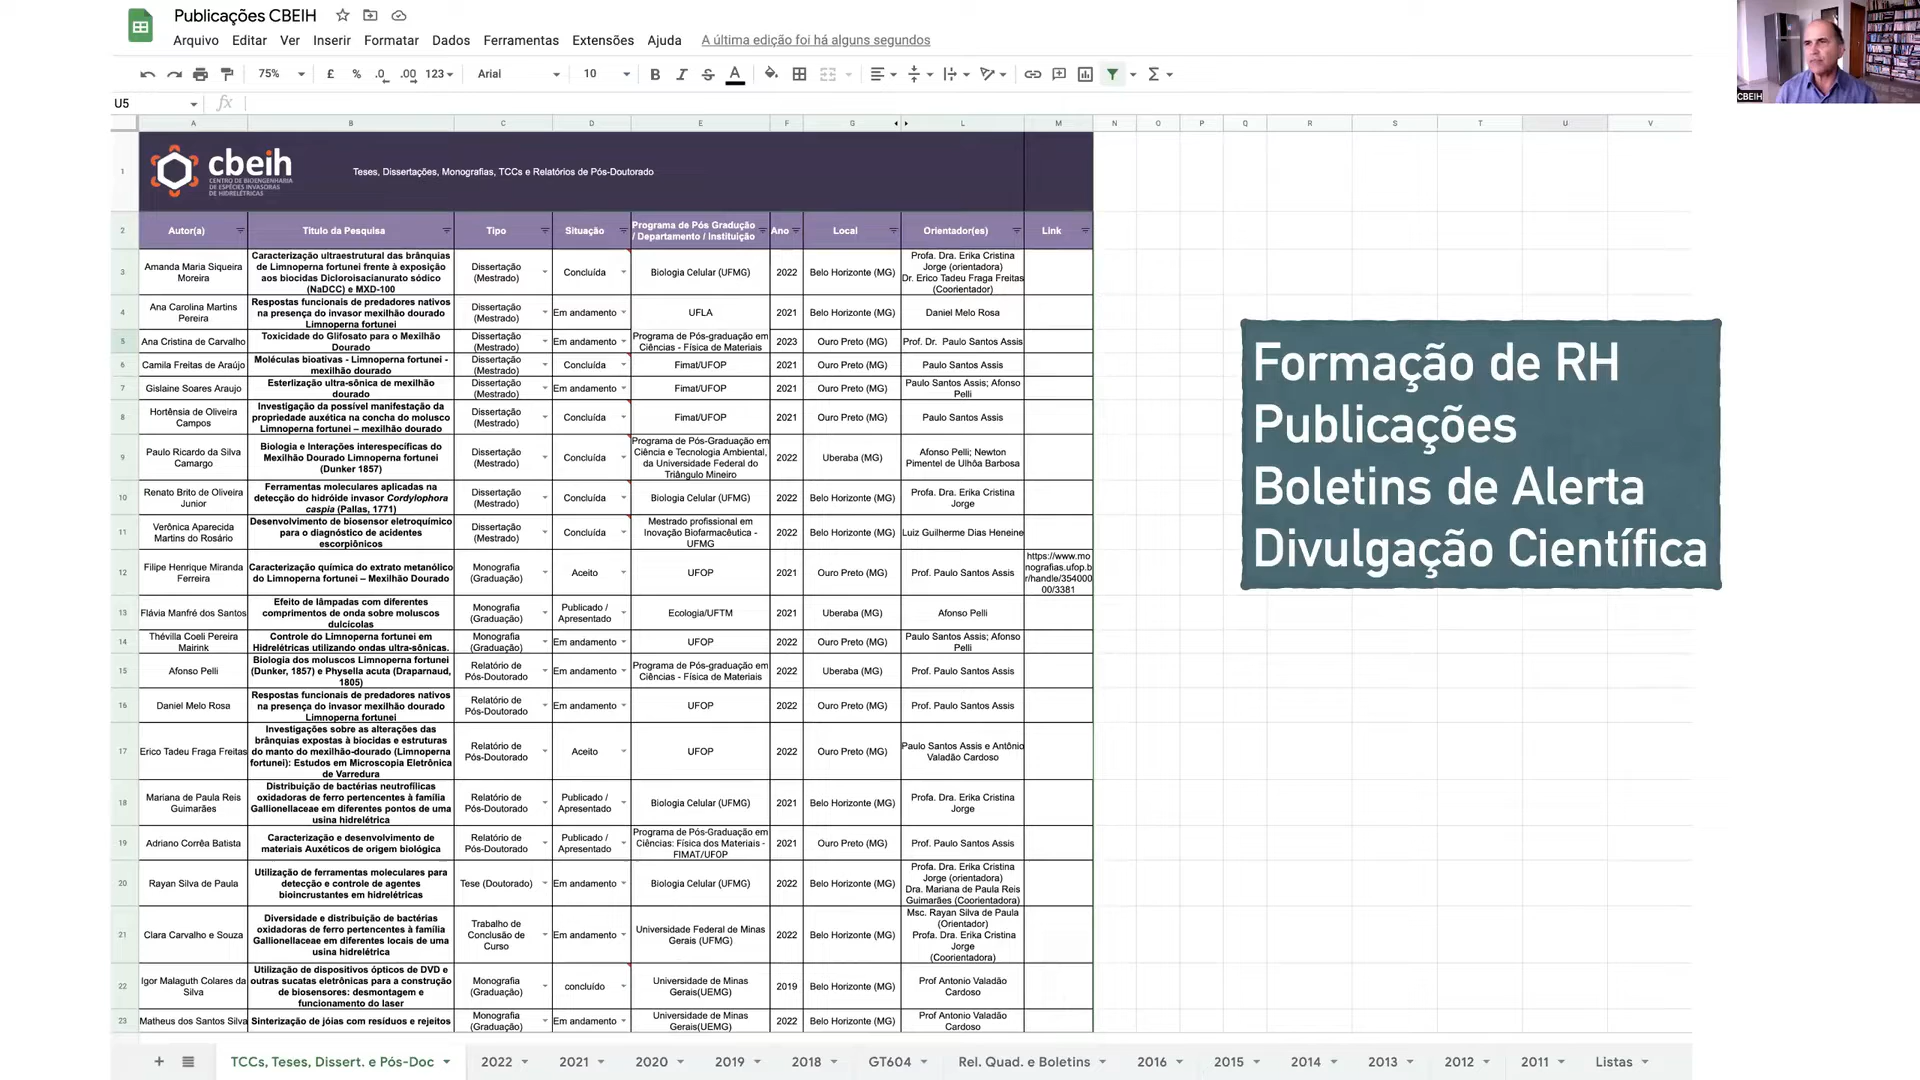 Publicações CBEIH
Arquivo Editar Ver Inserir Formatar Dados Ferramentas Extensões Ajuda A última edição foi há alguns segundos
75% £ % .0 .00 123 Arial 10 B I S A Σ
U5 fx
A B C D E F G L M N O P Q R S T U V
1
cbeih
CENTRO DE BIOENGENHARIA
DE ESPÉCIES INVASORAS
DE HIDRELÉTRICAS
Teses, Dissertações, Monografias, TCCs e Relatórios de Pós-Doutorado
2 Autor(a) Titulo da Pesquisa Tipo Situação Programa de Pós Gradução / Departamento / Instituição Ano Local Orientador(es) Link
3 Amanda Maria Siqueira Moreira Caracterização ultraestrutural das brânquias de Limnoperna fortunei frente à exposição aos biocidas Dicloroisacianurato sódico (NaDCC) e MXD-100 Dissertação (Mestrado) Concluída Biologia Celular (UFMG) 2022 Belo Horizonte (MG) Profa. Dra. Erika Cristina Jorge (orientadora) Dr. Erico Tadeu Fraga Freitas (Coorientador)
4 Ana Carolina Martins Pereira Respostas funcionais de predadores nativos na presença do invasor mexilhão dourado Limnoperna fortunei Dissertação (Mestrado) Em andamento UFLA 2021 Belo Horizonte (MG) Daniel Melo Rosa
5 Ana Cristina de Carvalho Toxicidade do Glifosato para o Mexilhão Dourado Dissertação (Mestrado) Em andamento Programa de Pós-graduação em Ciências - Física de Materiais 2023 Ouro Preto (MG) Prof. Dr. Paulo Santos Assis
6 Camila Freitas de Araújo Moléculas bioativas - Limnoperna fortunei - mexilhão dourado Dissertação (Mestrado) Concluída Fimat/UFOP 2021 Ouro Preto (MG) Paulo Santos Assis
7 Gislaine Soares Araujo Esterlização ultra-sônica de mexilhão dourado Dissertação (Mestrado) Em andamento Fimat/UFOP 2021 Ouro Preto (MG) Paulo Santos Assis; Afonso Pelli
8 Hortênsia de Oliveira Campos Investigação da possível manifestação da propriedade auxética na concha do molusco Limnoperna fortunei – mexilhão dourado Dissertação (Mestrado) Concluída Fimat/UFOP 2021 Ouro Preto (MG) Paulo Santos Assis
9 Paulo Ricardo da Silva Camargo Biologia e Interações interespecíficas do Mexilhão Dourado Limnoperna fortunei (Dunker 1857) Dissertação (Mestrado) Concluída Programa de Pós-Graduação em Ciência e Tecnologia Ambiental, da Universidade Federal do Triângulo Mineiro 2022 Uberaba (MG) Afonso Pelli; Newton Pimentel de Ulhôa Barbosa
10 Renato Brito de Oliveira Junior Ferramentas moleculares aplicadas na detecção do hidróide invasor Cordylophora caspia (Pallas, 1771) Dissertação (Mestrado) Concluída Biologia Celular (UFMG) 2022 Belo Horizonte (MG) Profa. Dra. Erika Cristina Jorge
11 Verônica Aparecida Martins do Rosário Desenvolvimento de biosensor eletroquímico para o diagnóstico de acidentes escorpiônicos Dissertação (Mestrado) Concluída Mestrado profissional em Inovação Biofarmacêutica - UFMG 2022 Belo Horizonte (MG) Luiz Guilherme Dias Heneine
12 Filipe Henrique Miranda Ferreira Caracterização química do extrato metanólico do Limnoperna fortunei – Mexilhão Dourado Monografia (Graduação) Aceito UFOP 2021 Ouro Preto (MG) Prof. Paulo Santos Assis https://www.monografias.ufop.br/handle/35400000/3381
13 Flávia Manfré dos Santos Efeito de lâmpadas com diferentes comprimentos de onda sobre moluscos dulcícolas Monografia (Graduação) Publicado / Apresentado Ecologia/UFTM 2021 Uberaba (MG) Afonso Pelli
14 Thévilla Coeli Pereira Mairink Controle do Limnoperna fortunei em Hidrelétricas utilizando ondas ultra-sônicas. Monografia (Graduação) Em andamento UFOP 2022 Ouro Preto (MG) Paulo Santos Assis; Afonso Pelli
15 Afonso Pelli Biologia dos moluscos Limnoperna fortunei (Dunker, 1857) e Physella acuta (Draparnaud, 1805) Relatório de Pós-Doutorado Em andamento Programa de Pós-graduação em Ciências - Física de Materiais 2022 Uberaba (MG) Prof. Paulo Santos Assis
16 Daniel Melo Rosa Respostas funcionais de predadores nativos na presença do invasor mexilhão dourado Limnoperna fortunei Relatório de Pós-Doutorado Em andamento UFOP 2022 Ouro Preto (MG) Prof. Paulo Santos Assis
17 Erico Tadeu Fraga Freitas Investigações sobre as alterações das brânquias expostas à biocidas e estruturas do manto do mexilhão-dourado (Limnoperna fortunei): Estudos em Microscopia Eletrônica de Varredura Relatório de Pós-Doutorado Aceito UFOP 2022 Ouro Preto (MG) Paulo Santos Assis e Antônio Valadão Cardoso
18 Mariana de Paula Reis Guimarães Distribuição de bactérias neutrofílicas oxidadoras de ferro pertencentes à família Gallionellaceae em diferentes pontos de uma usina hidrelétrica Relatório de Pós-Doutorado Publicado / Apresentado Biologia Celular (UFMG) 2021 Belo Horizonte (MG) Profa. Dra. Erika Cristina Jorge
19 Adriano Corrêa Batista Caracterização e desenvolvimento de materiais Auxéticos de origem biológica Relatório de Pós-Doutorado Publicado / Apresentado Programa de Pós-Graduação em Ciências: Física dos Materiais - FIMAT/UFOP 2021 Ouro Preto (MG) Prof. Paulo Santos Assis
20 Rayan Silva de Paula Utilização de ferramentas moleculares para detecção e controle de agentes bioincrustantes em hidrelétricas Tese (Doutorado) Em andamento Biologia Celular (UFMG) 2022 Belo Horizonte (MG) Profa. Dra. Erika Cristina Jorge (orientadora) Dra. Mariana de Paula Reis Guimarães (Coorientadora)
21 Clara Carvalho e Souza Diversidade e distribuição de bactérias oxidadoras de ferro pertencentes à família Gallionellaceae em diferentes locais de uma usina hidrelétrica Trabalho de Conclusão de Curso Em andamento Universidade Federal de Minas Gerais (UFMG) 2022 Belo Horizonte (MG) Msc. Rayan Silva de Paula (Orientador) Profa. Dra. Erika Cristina Jorge (Coorientadora)
22 Igor Malaguth Colares da Silva Utilização de dispositivos ópticos de DVD e outras sucatas eletrônicas para a construção de biosensores: desmontagem e funcionamento do laser Monografia (Graduação) concluído Universidade de Minas Gerais(UEMG) 2019 Belo Horizonte (MG) Prof Antonio Valadão Cardoso
23 Matheus dos Santos Silva Sinterização de jóias com resíduos e rejeitos Monografia (Graduação) Em andamento Universidade de Minas Gerais(UEMG) 2022 Belo Horizonte (MG) Prof Antonio Valadão Cardoso
Formação de RH
Publicações
Boletins de Alerta
Divulgação Científica
CBEIH
+ TCCs, Teses, Dissert. e Pós-Doc 2022 2021 2020 2019 2018 GT604 Rel. Quad. e Boletins 2016 2015 2014 2013 2012 2011 Listas